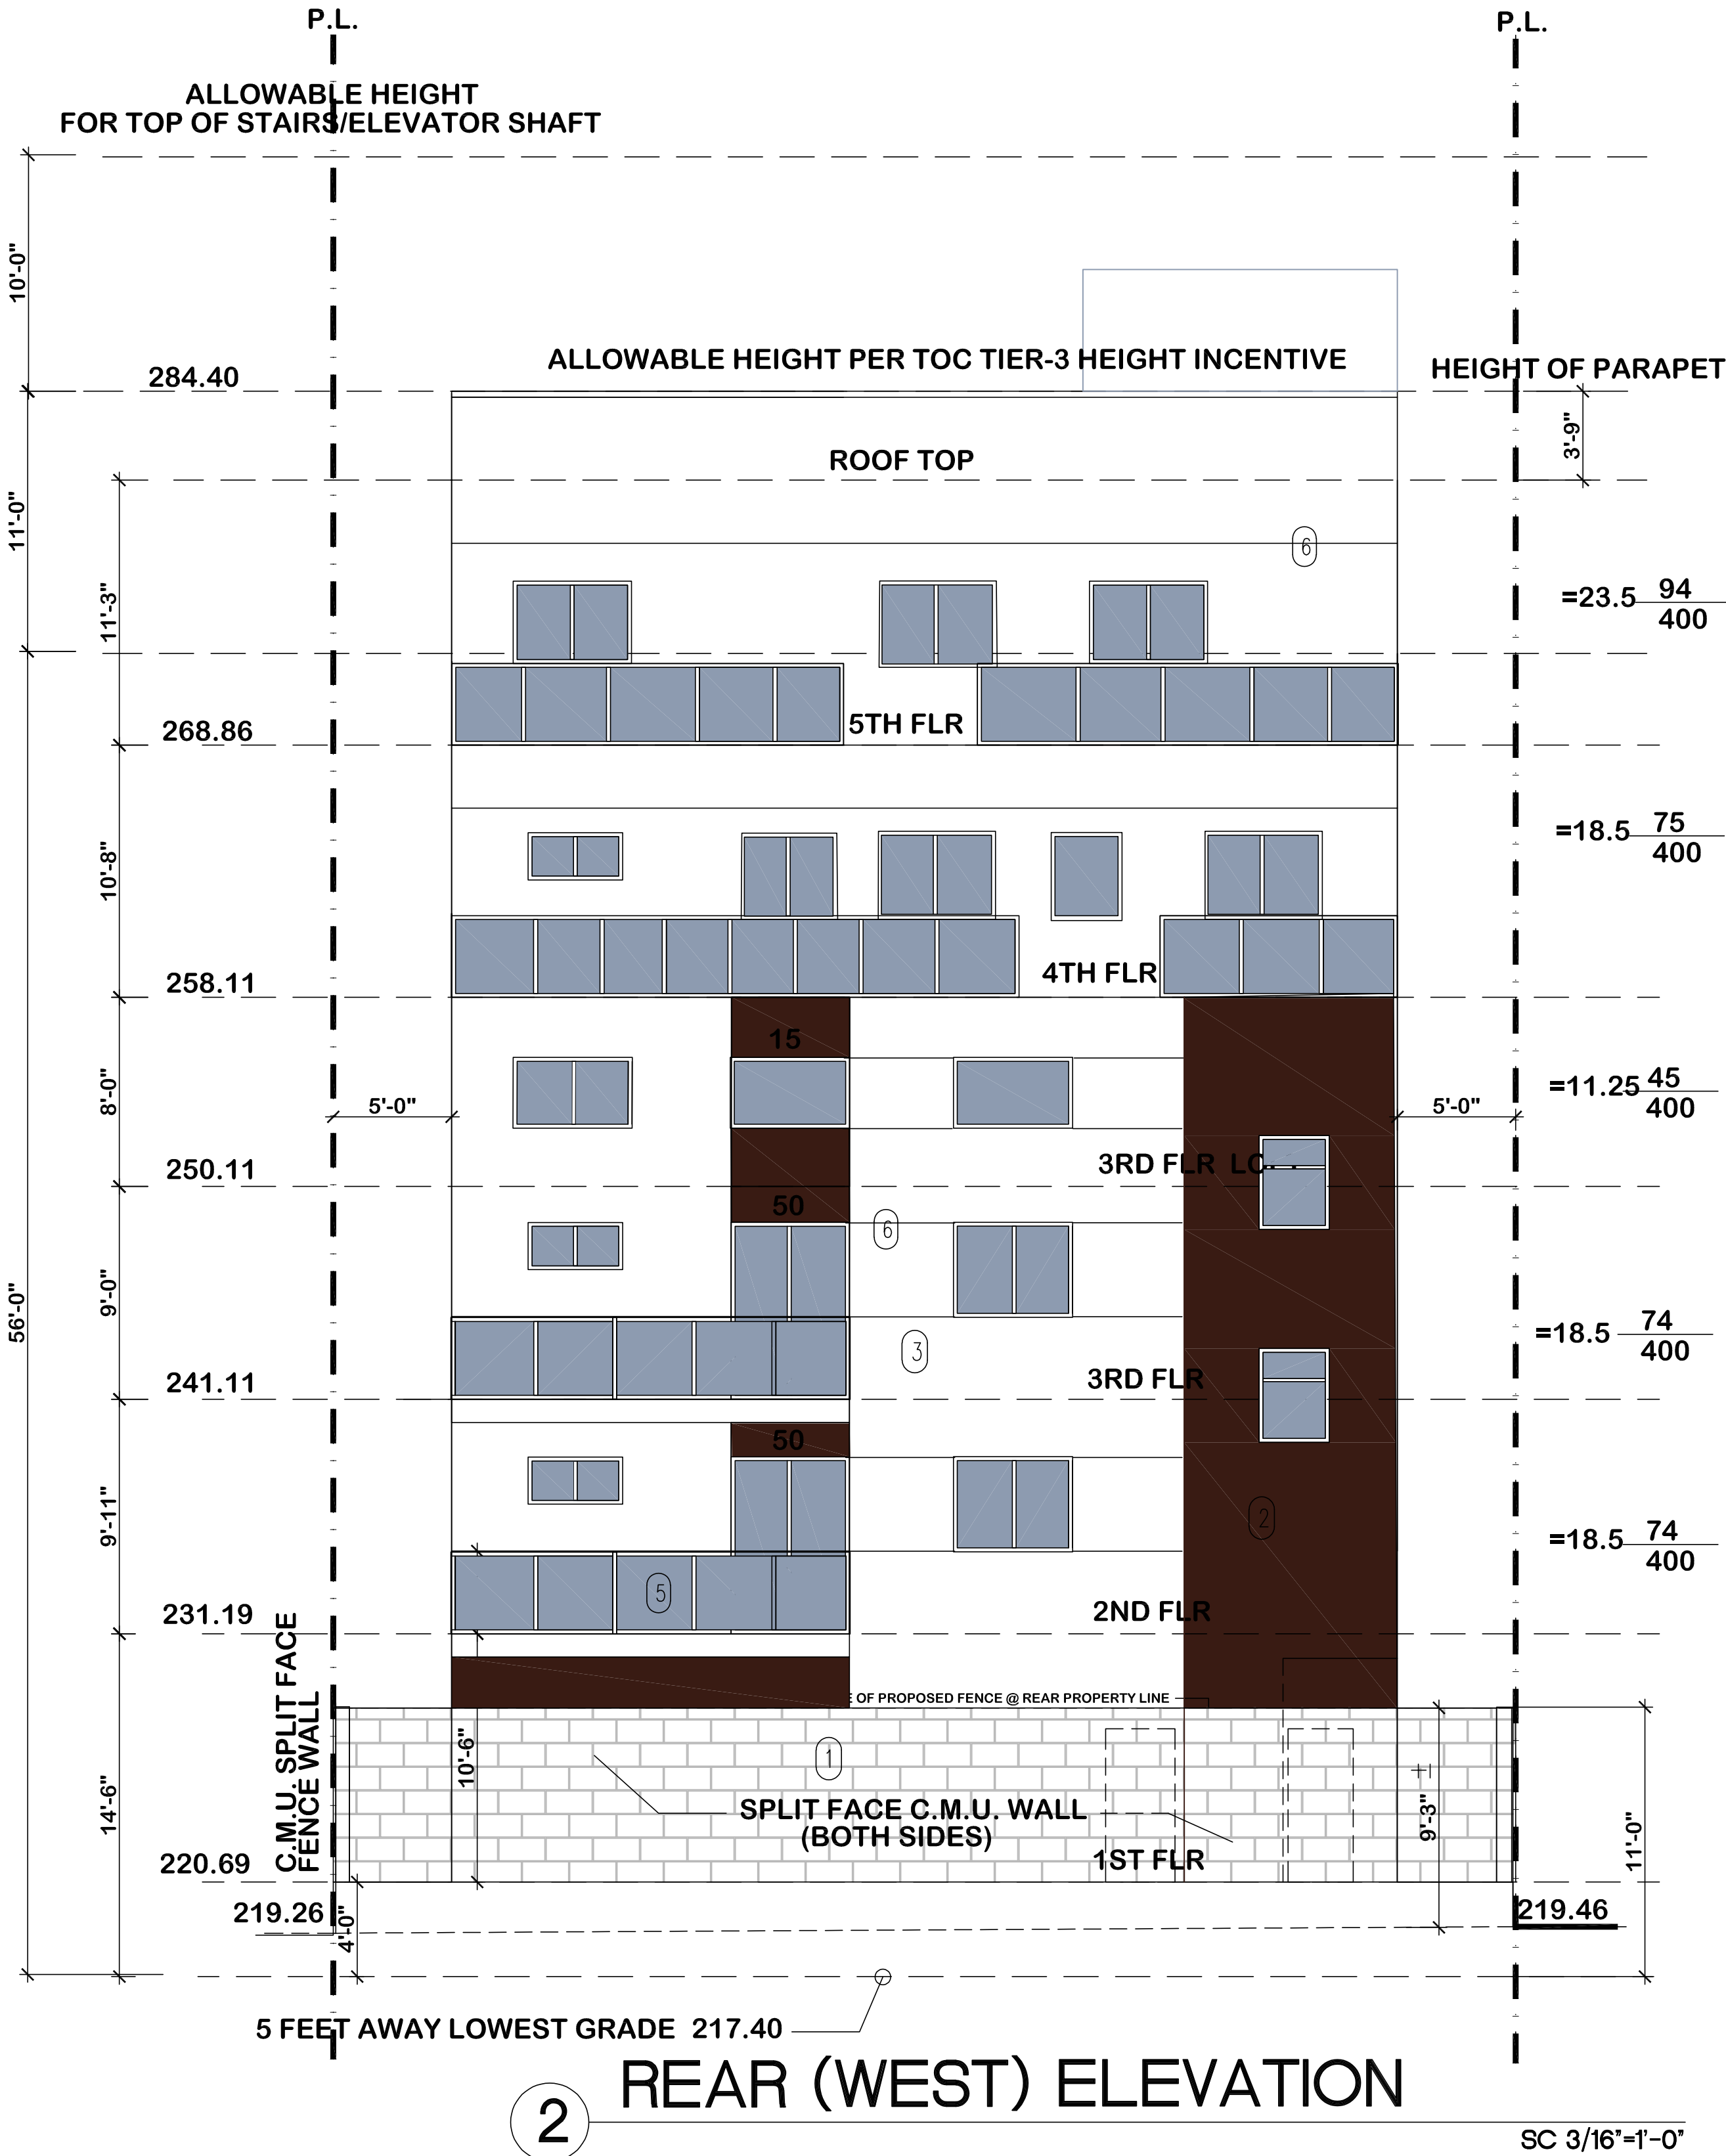 P.L.
P.L.
ALLOWABLE HEIGHT
FOR TOP OF STAIRS/ELEVATOR SHAFT
10'-0"
ALLOWABLE HEIGHT PER TOC TIER-3 HEIGHT INCENTIVE
HEIGHT OF PARAPET
284.40
3'-9"
ROOF TOP
11'-0"
6
11'-3"
=23.5 94
400
268.86
5TH FLR
10'-8"
=18.5 75
400
258.11
4TH FLR
15
8'-0"
5'-0"
5'-0"
=11.25 45
400
250.11
3RD FLR
50
6
9'-0"
56'-0"
3
=18.5 74
400
241.11
3RD FLR
50
9'-11"
2
=18.5 74
400
5
231.19
2ND FLR
C.M.U. SPLIT FACE
FENCE WALL
OF PROPOSED FENCE @ REAR PROPERTY LINE
1
10'-6"
14'-6"
SPLIT FACE C.M.U. WALL
(BOTH SIDES)
9'-3"
11'-0"
220.69
1ST FLR
219.26
4'-0"
219.46
5 FEET AWAY LOWEST GRADE 217.40
2
REAR (WEST) ELEVATION
SC 3/16"=1'-0"